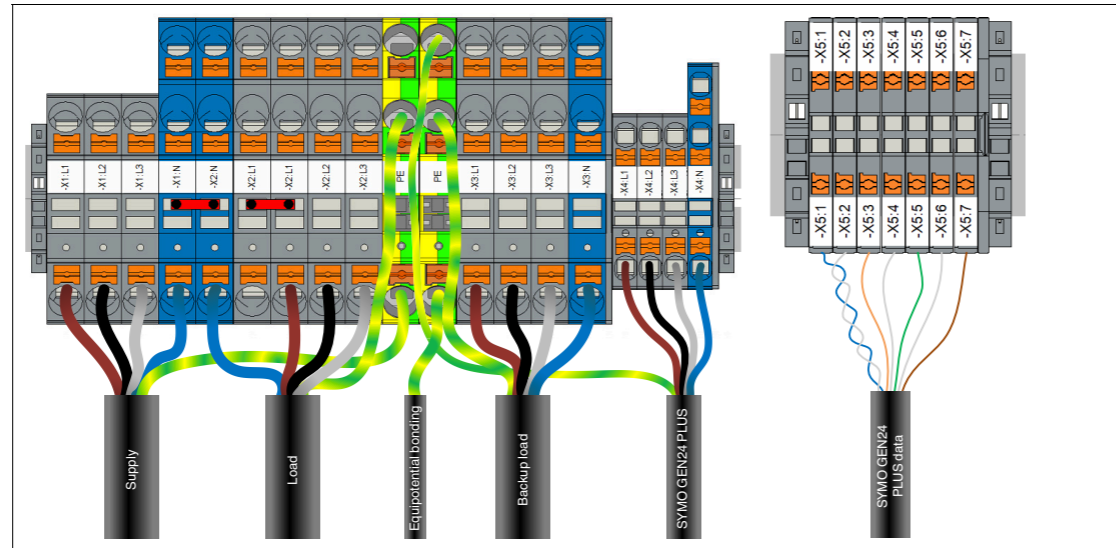 -X1:L1
-X1:L2
-X1:L3
-X1:N
-X2:N
-X2:L1
-X2:L1
-X2:L2
-X2:L3
PE
PE
-X3:L1
-X3:L2
-X3:L3
-X3:N
-X4:L1
-X4:L2
-X4:L3
-X4:N
-X5:1
-X5:2
-X5:3
-X5:4
-X5:5
-X5:6
-X5:7
-X5:1
-X5:2
-X5:3
-X5:4
-X5:5
-X5:6
-X5:7
Supply
Load
Equipotential bonding
Backup load
SYMO GEN24 PLUS
SYMO GEN24
PLUS data